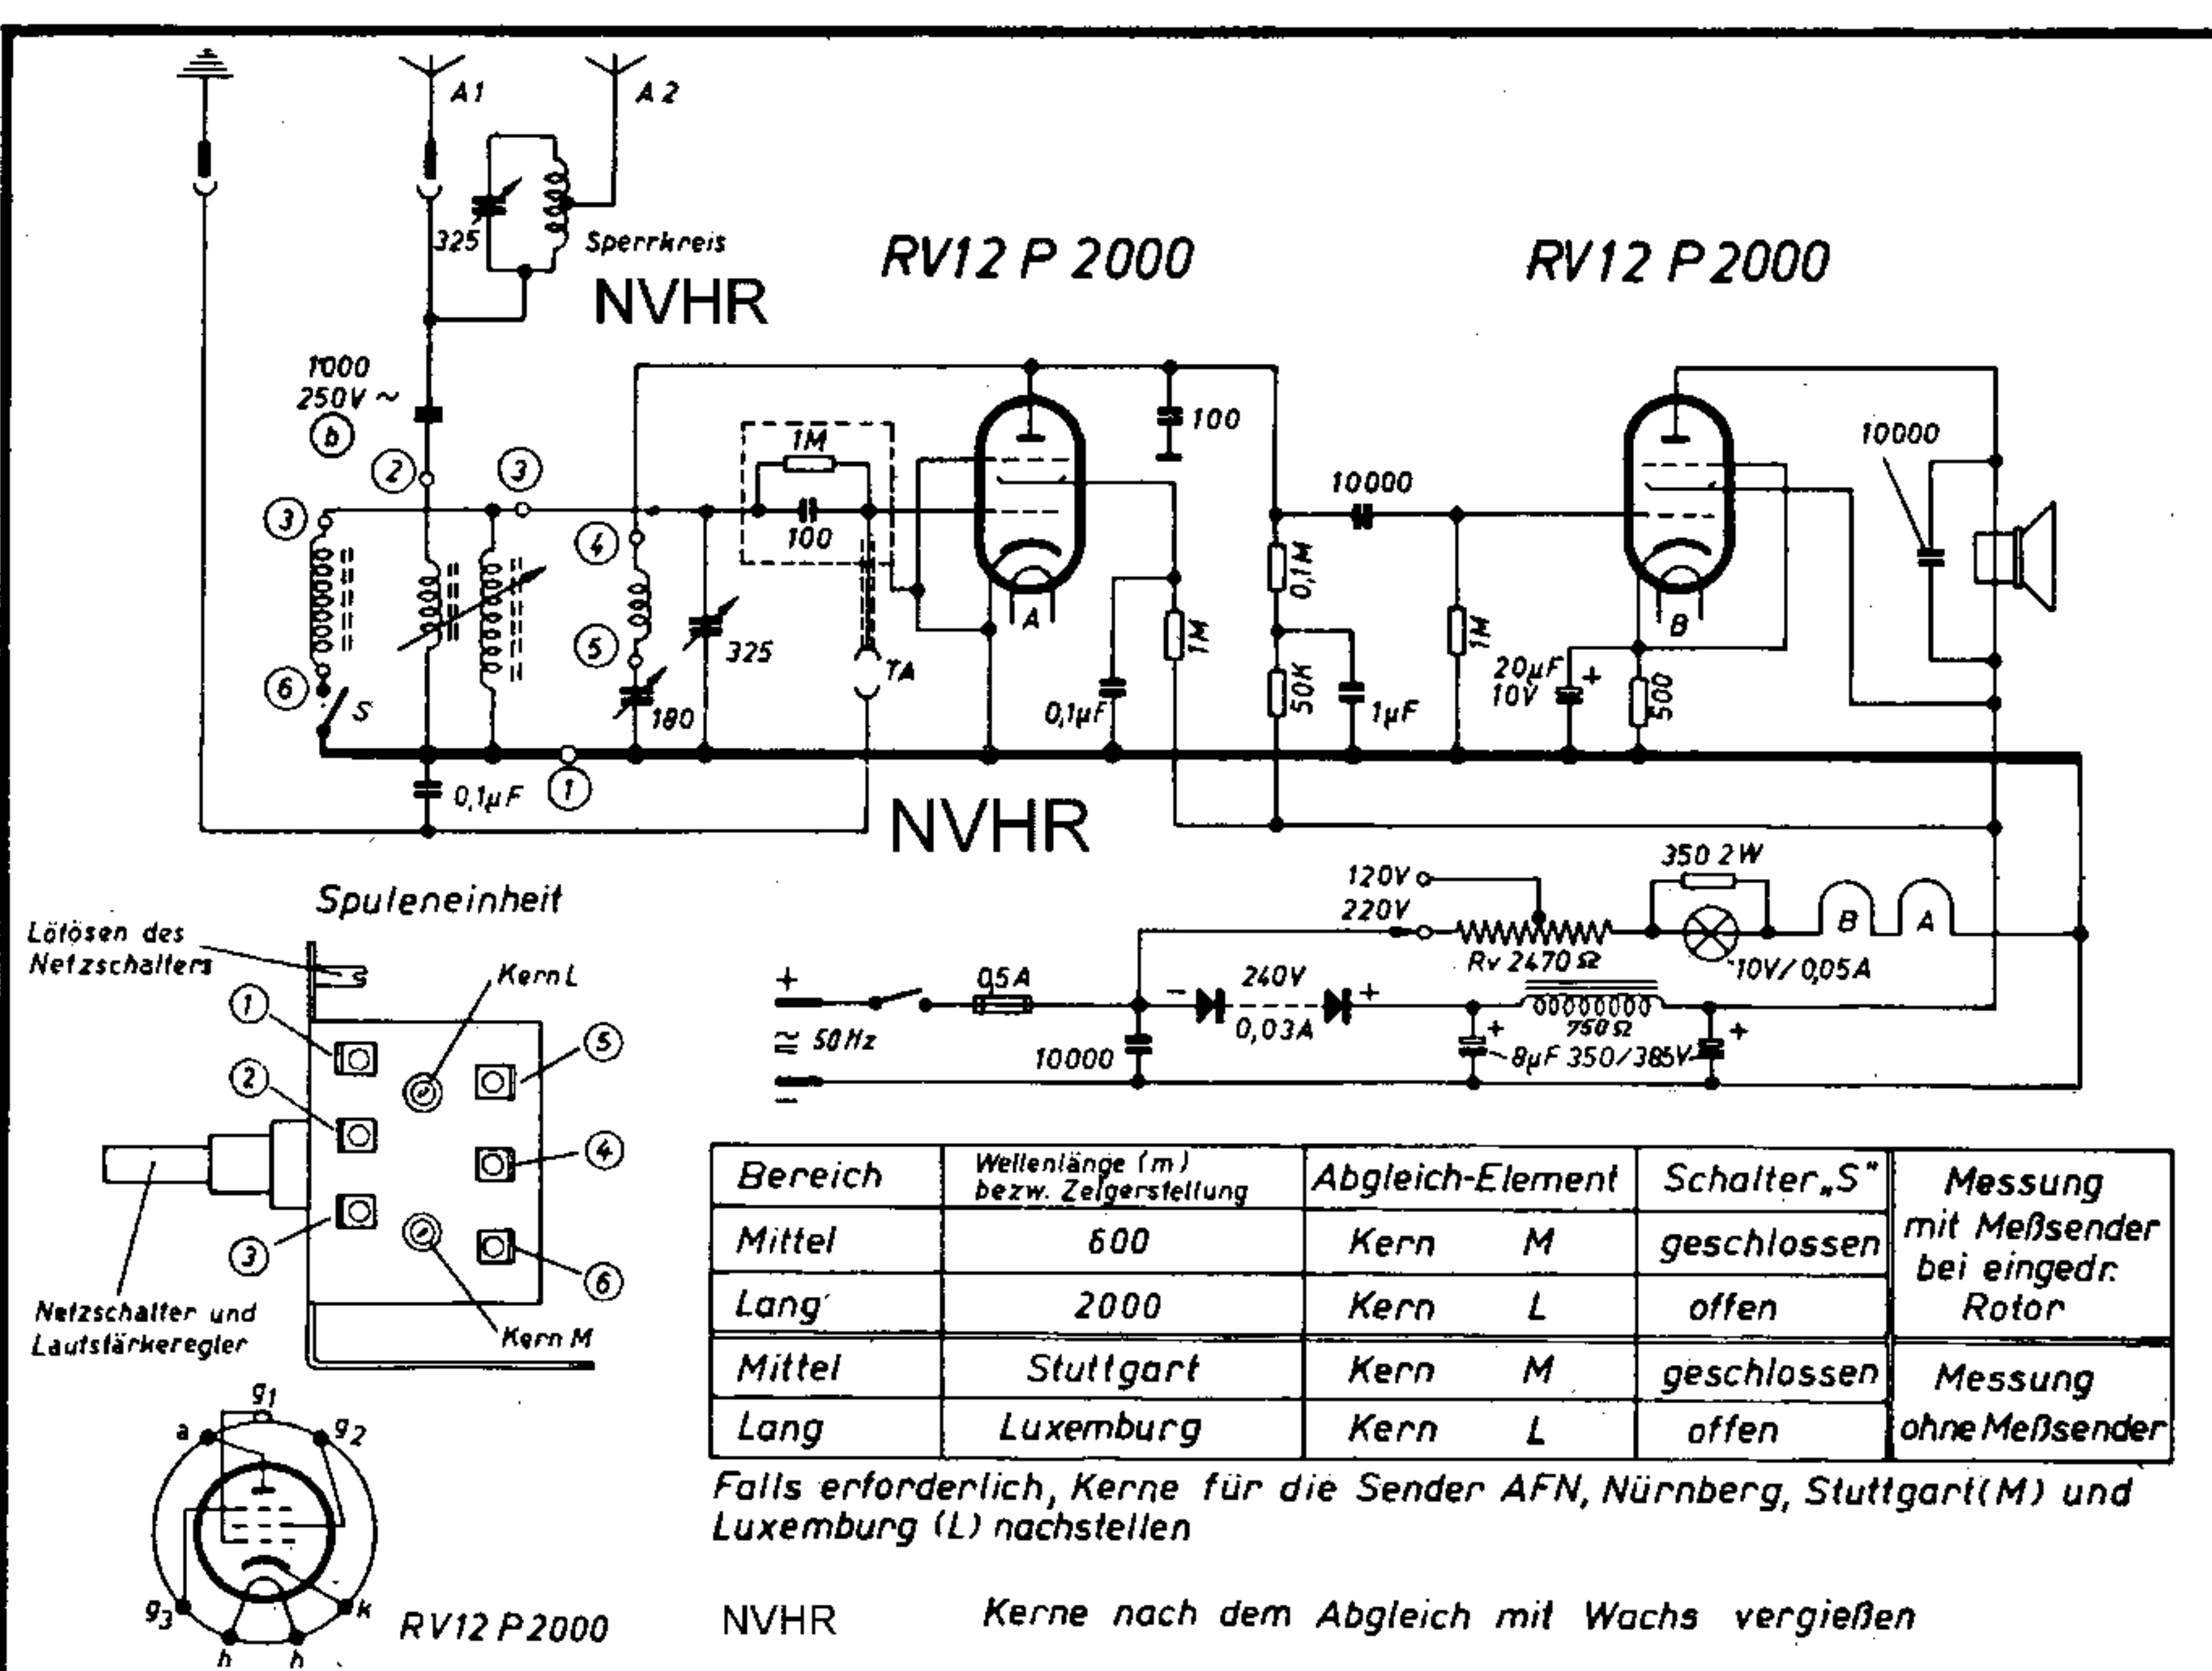 A1
A2
325
Sperrkreis
NVHR
RV12 P 2000
RV12 P 2000
1000
250V ~
b
2
3
3
1M
100
100
10000
10000
4
5
6
S
180
325
TA
A
B
0,1M
50K
1M
1M
0,1µF
1µF
20µF +
10V
500
0,1µF
1
NVHR
Spuleneinheit
Lötösen des
Netzschalters
S
Kern L
1
2
3
5
4
6
Kern M
Netzschalter und
Lautstärkeregler
120V
220V
350 2W
Rv 2470 Ω
10V/0,05A
B
A
+
≂ 50Hz
−
0,5A
10000
−
240V
+
0,03A
750Ω
+
8µF 350/385V
+
Bereich
Wellenlänge (m)
bezw. Zeigerstellung
Abgleich-Element
Schalter „S"
Messung
mit Meßsender
bei eingedr.
Rotor
Mittel 600 Kern M geschlossen
Lang 2000 Kern L offen
Mittel Stuttgart Kern M geschlossen
Lang Luxemburg Kern L offen
Messung
ohne Meßsender
Falls erforderlich, Kerne für die Sender AFN, Nürnberg, Stuttgart(M) und
Luxemburg (L) nachstellen
g1
a
g2
g3
k
h
h
RV12 P2000
NVHR
Kerne nach dem Abgleich mit Wachs vergießen